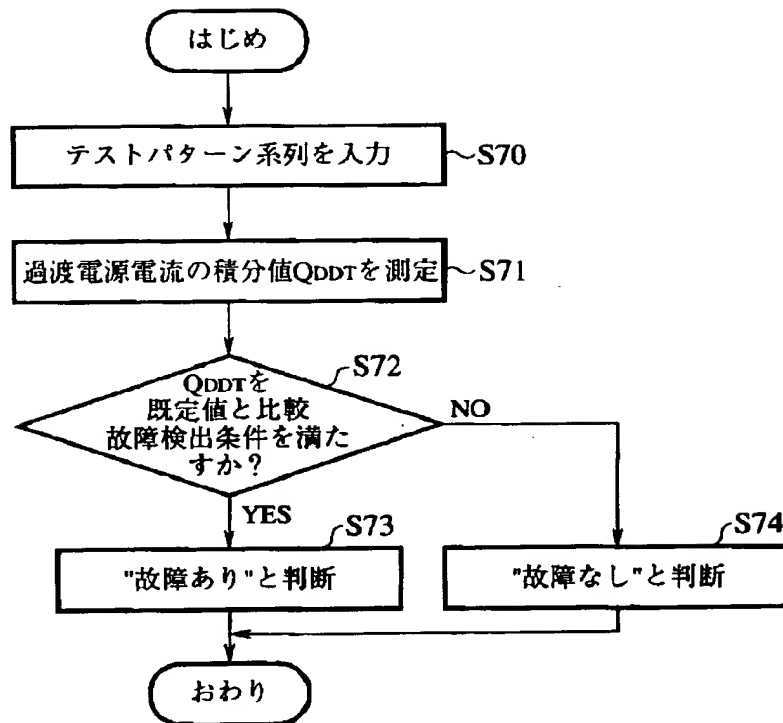 はじめ
テストパターン系列を入力
S70
過渡電源電流の積分値QDDTを測定
S71
S72
QDDTを
既定値と比較
故障検出条件を満た
すか?
NO
YES
S73
"故障あり"と判断
S74
"故障なし"と判断
おわり